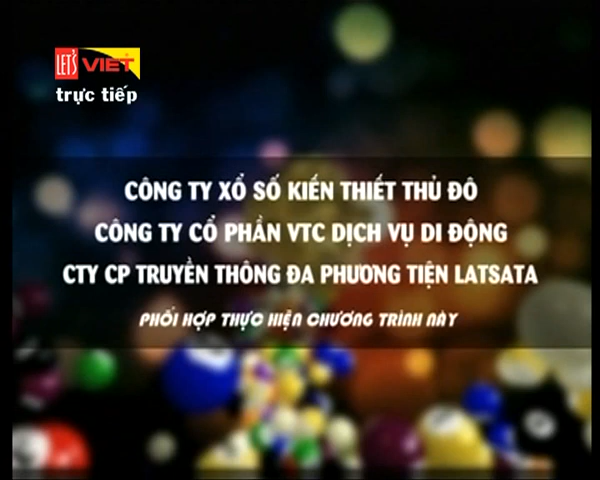 LET'S VIET
trực tiếp
CÔNG TY XỔ SỐ KIẾN THIẾT THỦ ĐÔ
CÔNG TY CỔ PHẦN VTC DỊCH VỤ DI ĐỘNG
CTY CP TRUYỀN THÔNG ĐA PHƯƠNG TIỆN LATSATA
PHỐI HỢP THỰC HIỆN CHƯƠNG TRÌNH NÀY